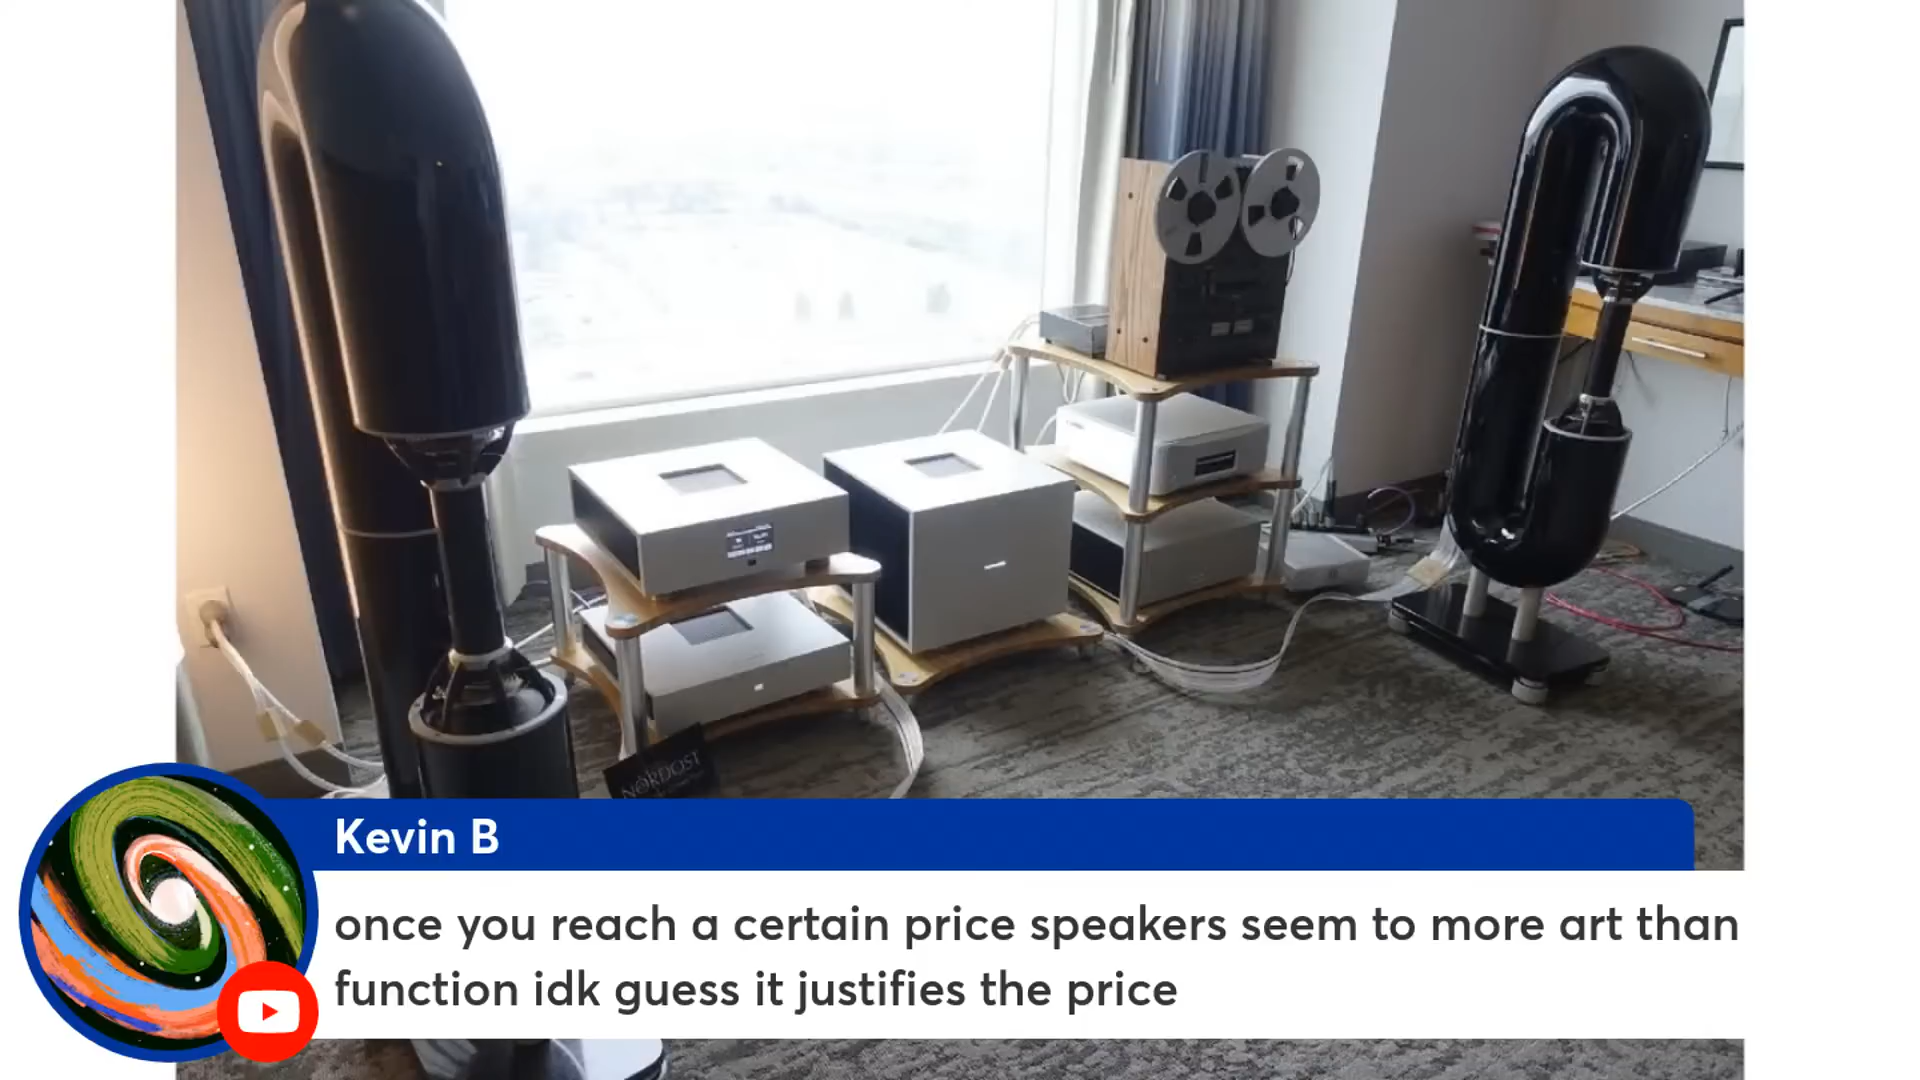 NORDOST
Kevin B
once you reach a certain price speakers seem to more art than
function idk guess it justifies the price